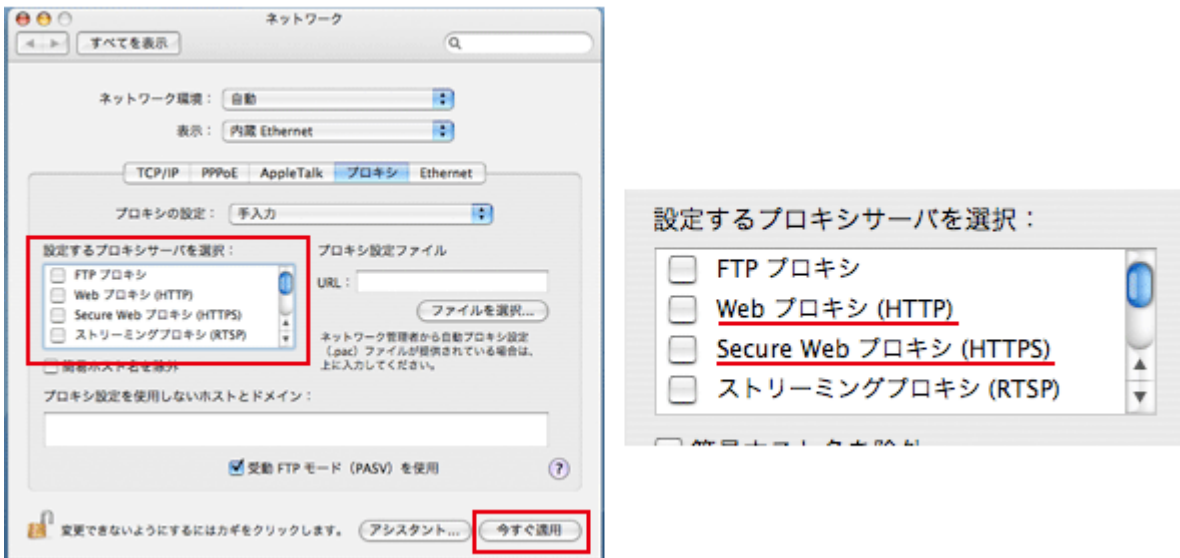 ネットワーク
すべてを表示
ネットワーク環境： 自動
表示： 内蔵 Ethernet
TCP/IP PPPoE AppleTalk プロキシ Ethernet
プロキシの設定： 手入力
設定するプロキシサーバを選択：
FTP プロキシ
Web プロキシ (HTTP)
Secure Web プロキシ (HTTPS)
ストリーミングプロキシ (RTSP)
プロキシ設定ファイル
URL：
ファイルを選択...
ネットワーク管理者から自動プロキシ設定
（.pac）ファイルが提供されている場合は、
上に入力してください。
簡易ホスト名を除外
プロキシ設定を使用しないホストとドメイン：
受動 FTP モード（PASV）を使用
?
変更できないようにするにはカギをクリックします。
アシスタント...
今すぐ適用
設定するプロキシサーバを選択：
FTP プロキシ
Web プロキシ (HTTP)
Secure Web プロキシ (HTTPS)
ストリーミングプロキシ (RTSP)